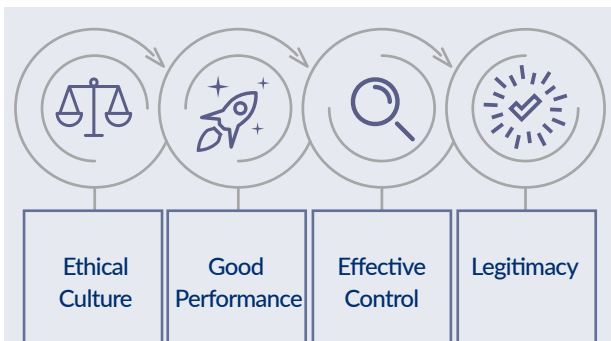 Ethical
Culture
Good
Performance
Effective
Control
Legitimacy